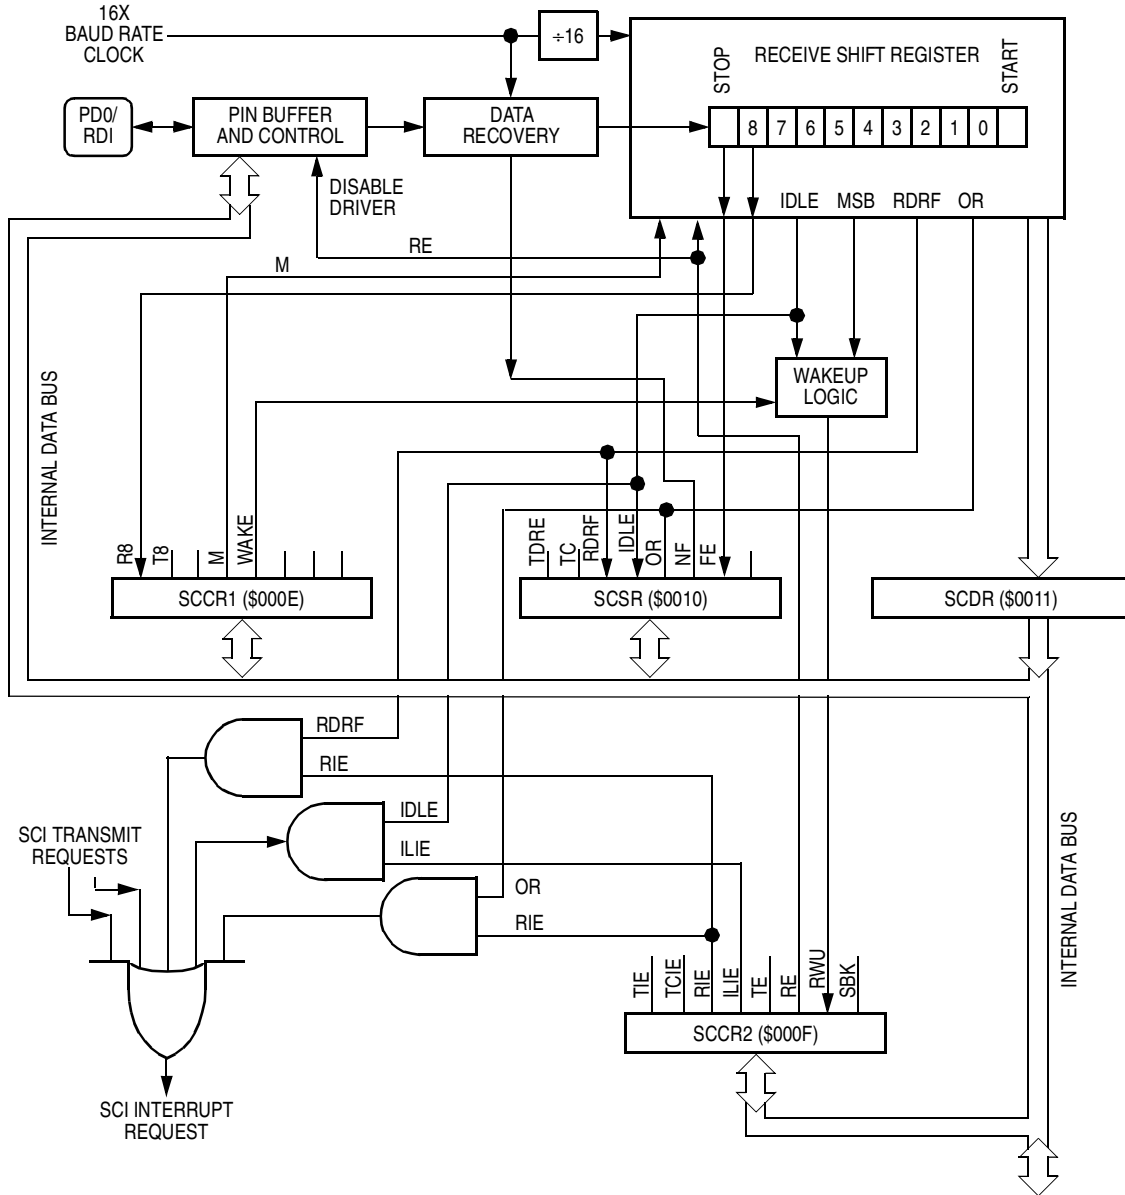 16X
BAUD RATE
CLOCK
÷16
RECEIVE SHIFT REGISTER
STOP
START
PD0/
RDI
PIN BUFFER
AND CONTROL
DATA
RECOVERY
8 7 6 5 4 3 2 1 0
DISABLE
DRIVER
IDLE MSB RDRF OR
RE
M
WAKEUP
LOGIC
INTERNAL DATA BUS
R8 T8 M WAKE
TDRE TC RDRF IDLE OR NF FE
SCCR1 ($000E)
SCSR ($0010)
SCDR ($0011)
RDRF
RIE
IDLE
ILIE
SCI TRANSMIT
REQUESTS
OR
RIE
INTERNAL DATA BUS
TIE TCIE RIE ILIE TE RE RWU SBK
SCCR2 ($000F)
SCI INTERRUPT
REQUEST